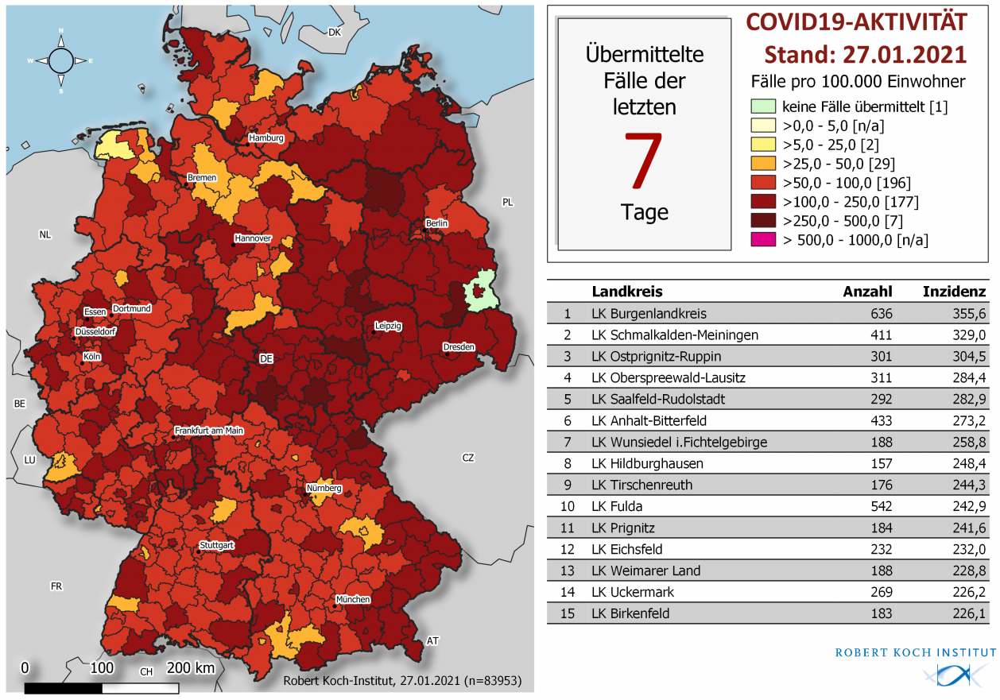 N
W
E
S
DK
Hamburg
Bremen
PL
Berlin
NL
Hannover
Essen
Dortmund
Düsseldorf
Leipzig
Köln
DE
Dresden
BE
Frankfurt am Main
LU
CZ
Nürnberg
Stuttgart
FR
München
AT
CH
0 100 200 km
Robert Koch-Institut, 27.01.2021 (n=83953)
Übermittelte
Fälle der
letzten
7
Tage
COVID19-AKTIVITÄT
Stand: 27.01.2021
Fälle pro 100.000 Einwohner
keine Fälle übermittelt [1]
>0,0 - 5,0 [n/a]
>5,0 - 25,0 [2]
>25,0 - 50,0 [29]
>50,0 - 100,0 [196]
>100,0 - 250,0 [177]
>250,0 - 500,0 [7]
> 500,0 - 1000,0 [n/a]
Landkreis Anzahl Inzidenz
1 LK Burgenlandkreis 636 355,6
2 LK Schmalkalden-Meiningen 411 329,0
3 LK Ostprignitz-Ruppin 301 304,5
4 LK Oberspreewald-Lausitz 311 284,4
5 LK Saalfeld-Rudolstadt 292 282,9
6 LK Anhalt-Bitterfeld 433 273,2
7 LK Wunsiedel i.Fichtelgebirge 188 258,8
8 LK Hildburghausen 157 248,4
9 LK Tirschenreuth 176 244,3
10 LK Fulda 542 242,9
11 LK Prignitz 184 241,6
12 LK Eichsfeld 232 232,0
13 LK Weimarer Land 188 228,8
14 LK Uckermark 269 226,2
15 LK Birkenfeld 183 226,1
ROBERT KOCH INSTITUT